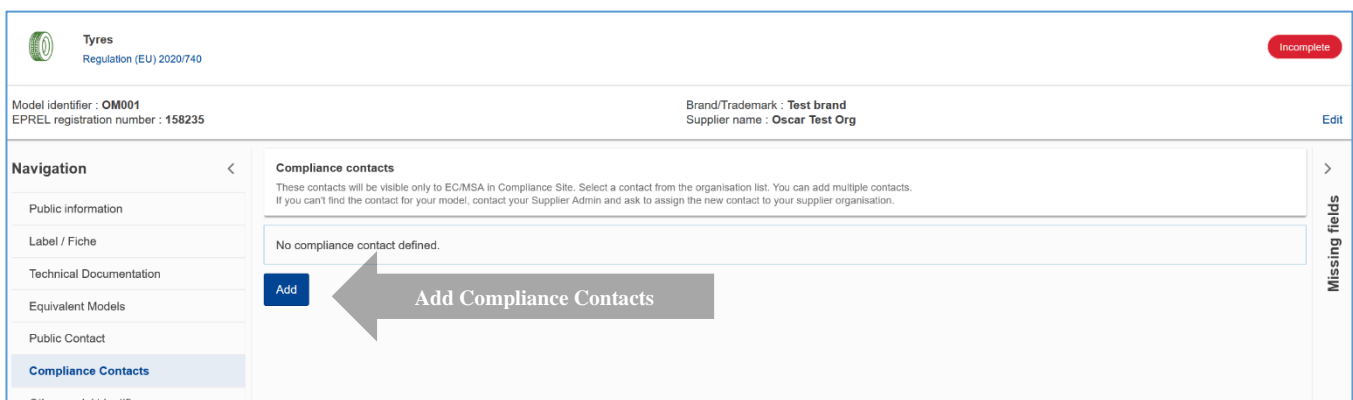 Tyres
Regulation (EU) 2020/740
Incomplete
Model identifier : OM001
EPREL registration number : 158235
Brand/Trademark : Test brand
Supplier name : Oscar Test Org
Edit
Navigation
Public information
Label / Fiche
Technical Documentation
Equivalent Models
Public Contact
Compliance Contacts
Compliance contacts
These contacts will be visible only to EC/MSA in Compliance Site. Select a contact from the organisation list. You can add multiple contacts.
If you can't find the contact for your model, contact your Supplier Admin and ask to assign the new contact to your supplier organisation.
No compliance contact defined.
Add
Add Compliance Contacts
Missing fields